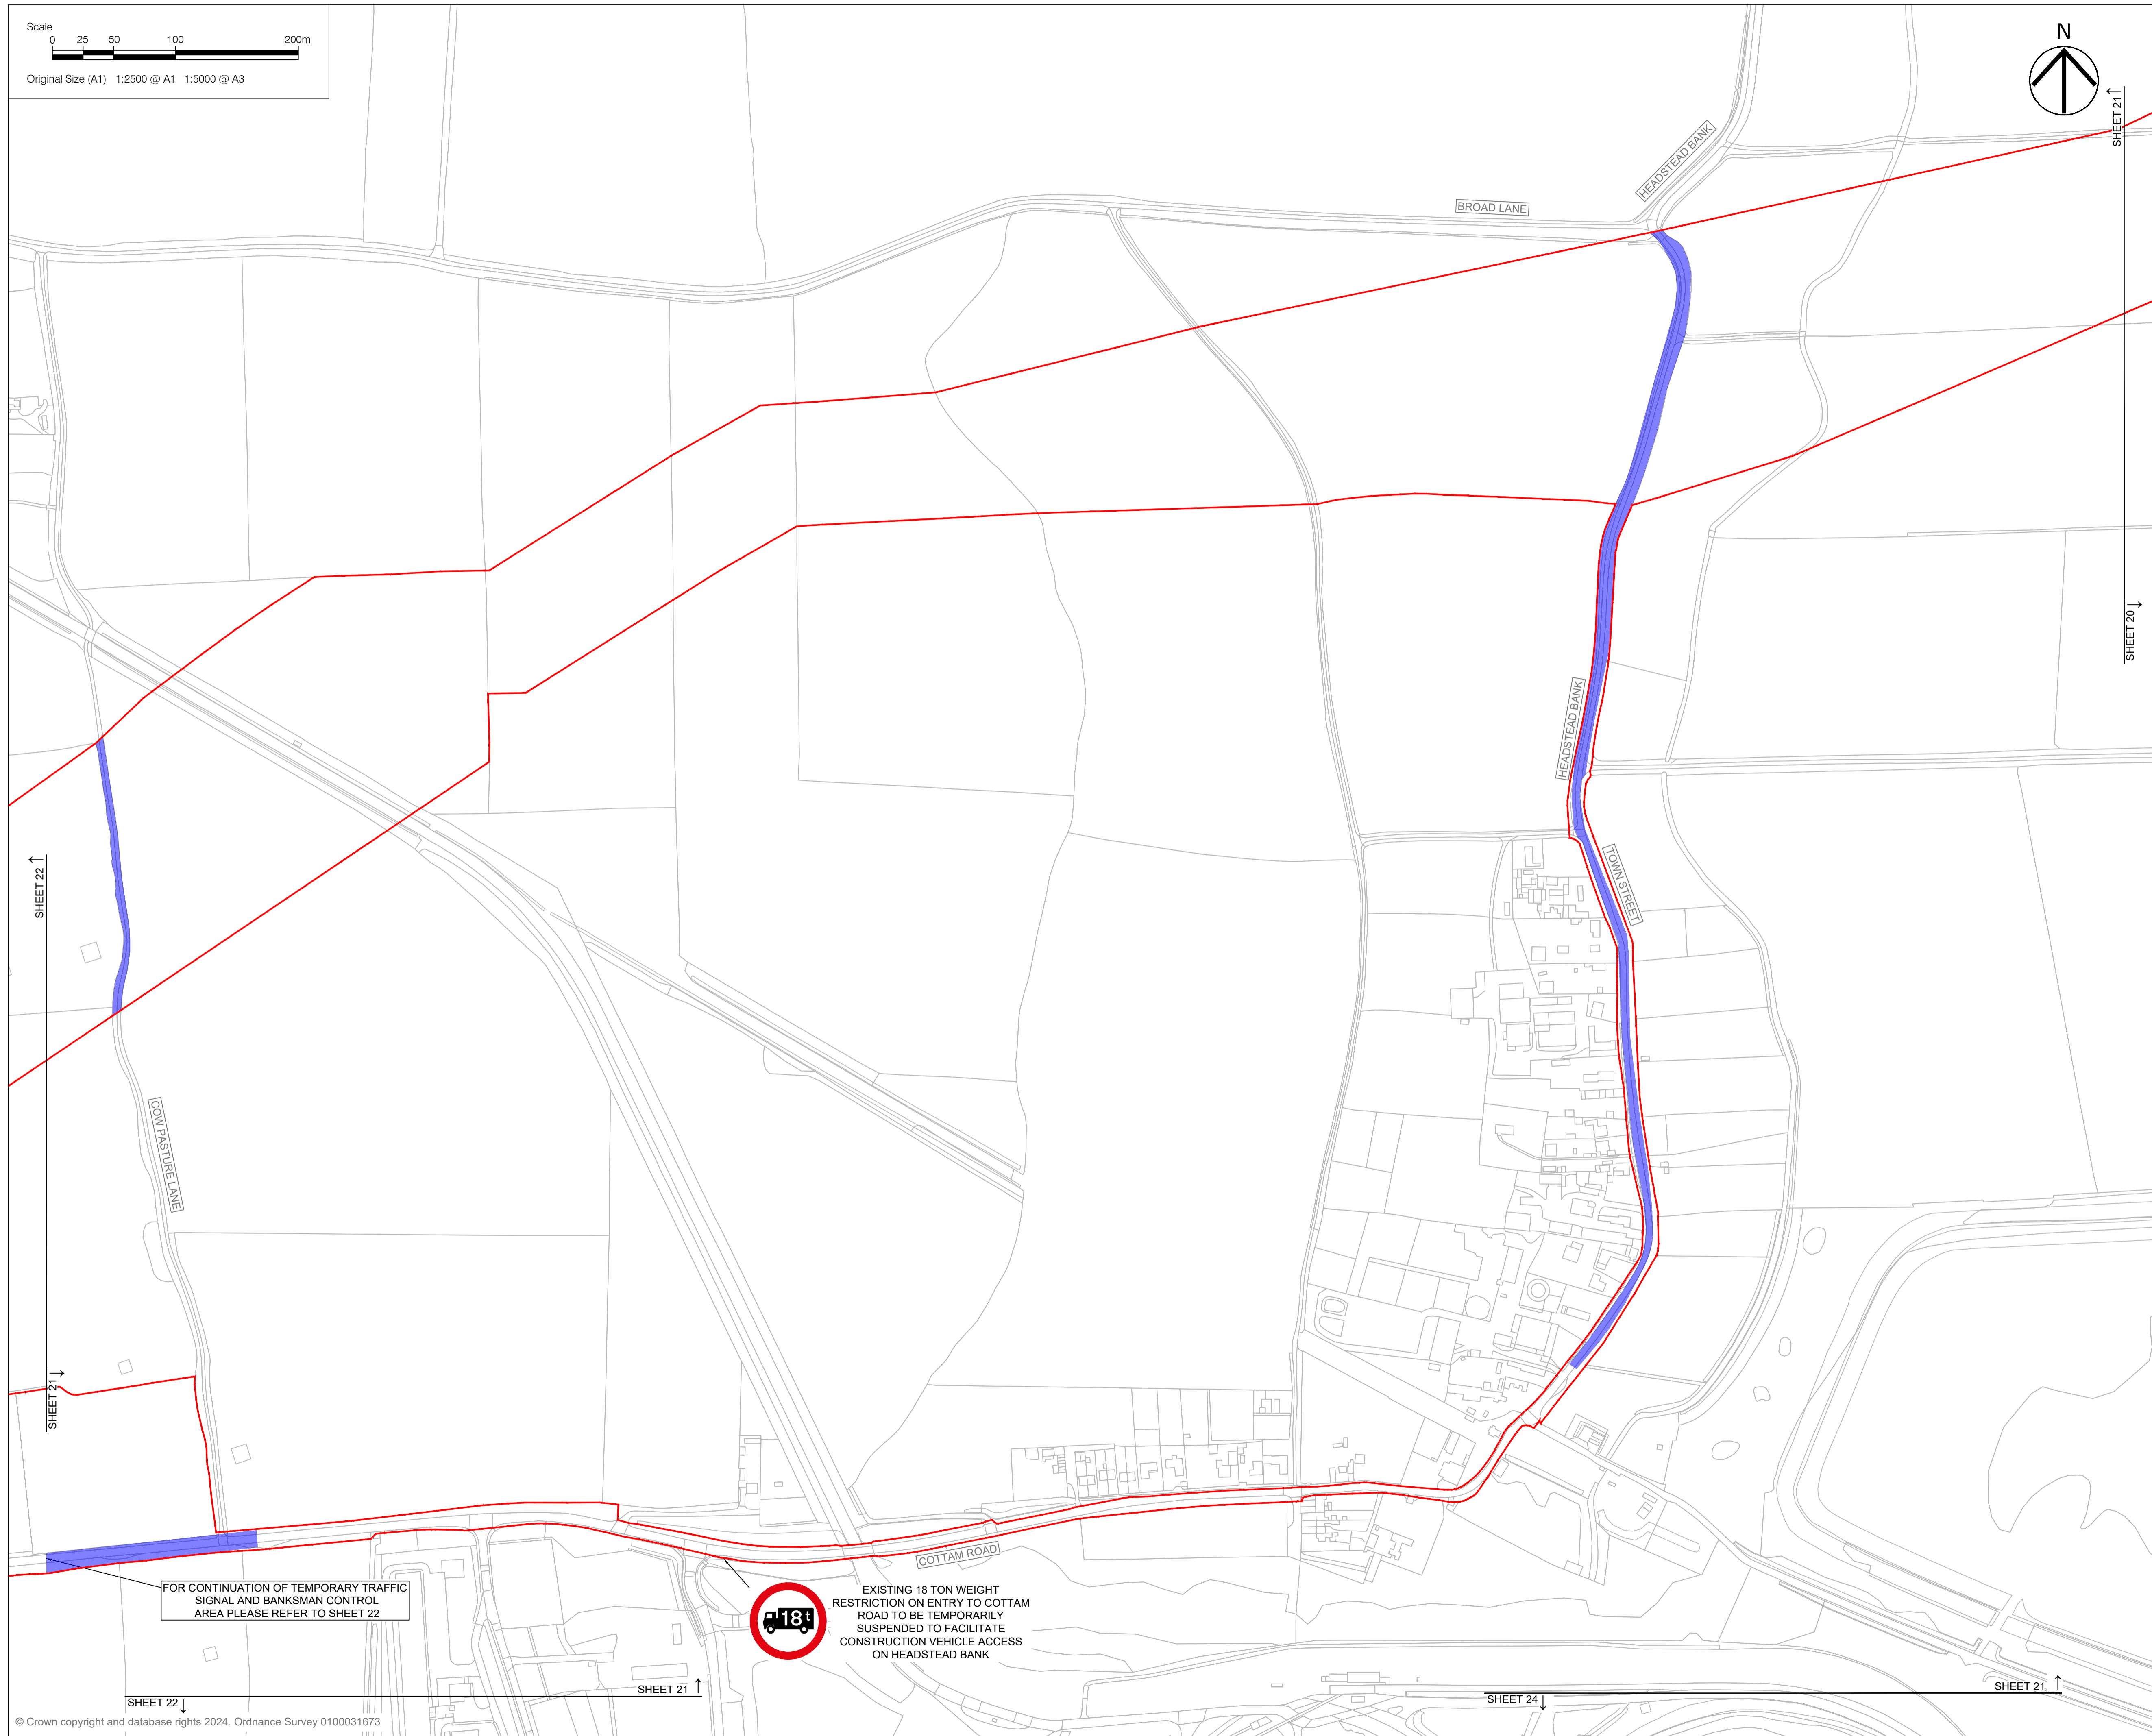 Scale
0 25 50 100 200m
Original Size (A1) 1:2500 @ A1 1:5000 @ A3
N
SHEET 21
HEADSTEAD BANK
BROAD LANE
SHEET 20
HEADSTEAD BANK
TOWN STREET
SHEET 22
COW PASTURE LANE
SHEET 21
COTTAM ROAD
FOR CONTINUATION OF TEMPORARY TRAFFIC
SIGNAL AND BANKSMAN CONTROL
AREA PLEASE REFER TO SHEET 22
18t
EXISTING 18 TON WEIGHT
RESTRICTION ON ENTRY TO COTTAM
ROAD TO BE TEMPORARILY
SUSPENDED TO FACILITATE
CONSTRUCTION VEHICLE ACCESS
ON HEADSTEAD BANK
SHEET 21
SHEET 22
SHEET 21
SHEET 24
© Crown copyright and database rights 2024. Ordnance Survey 0100031673